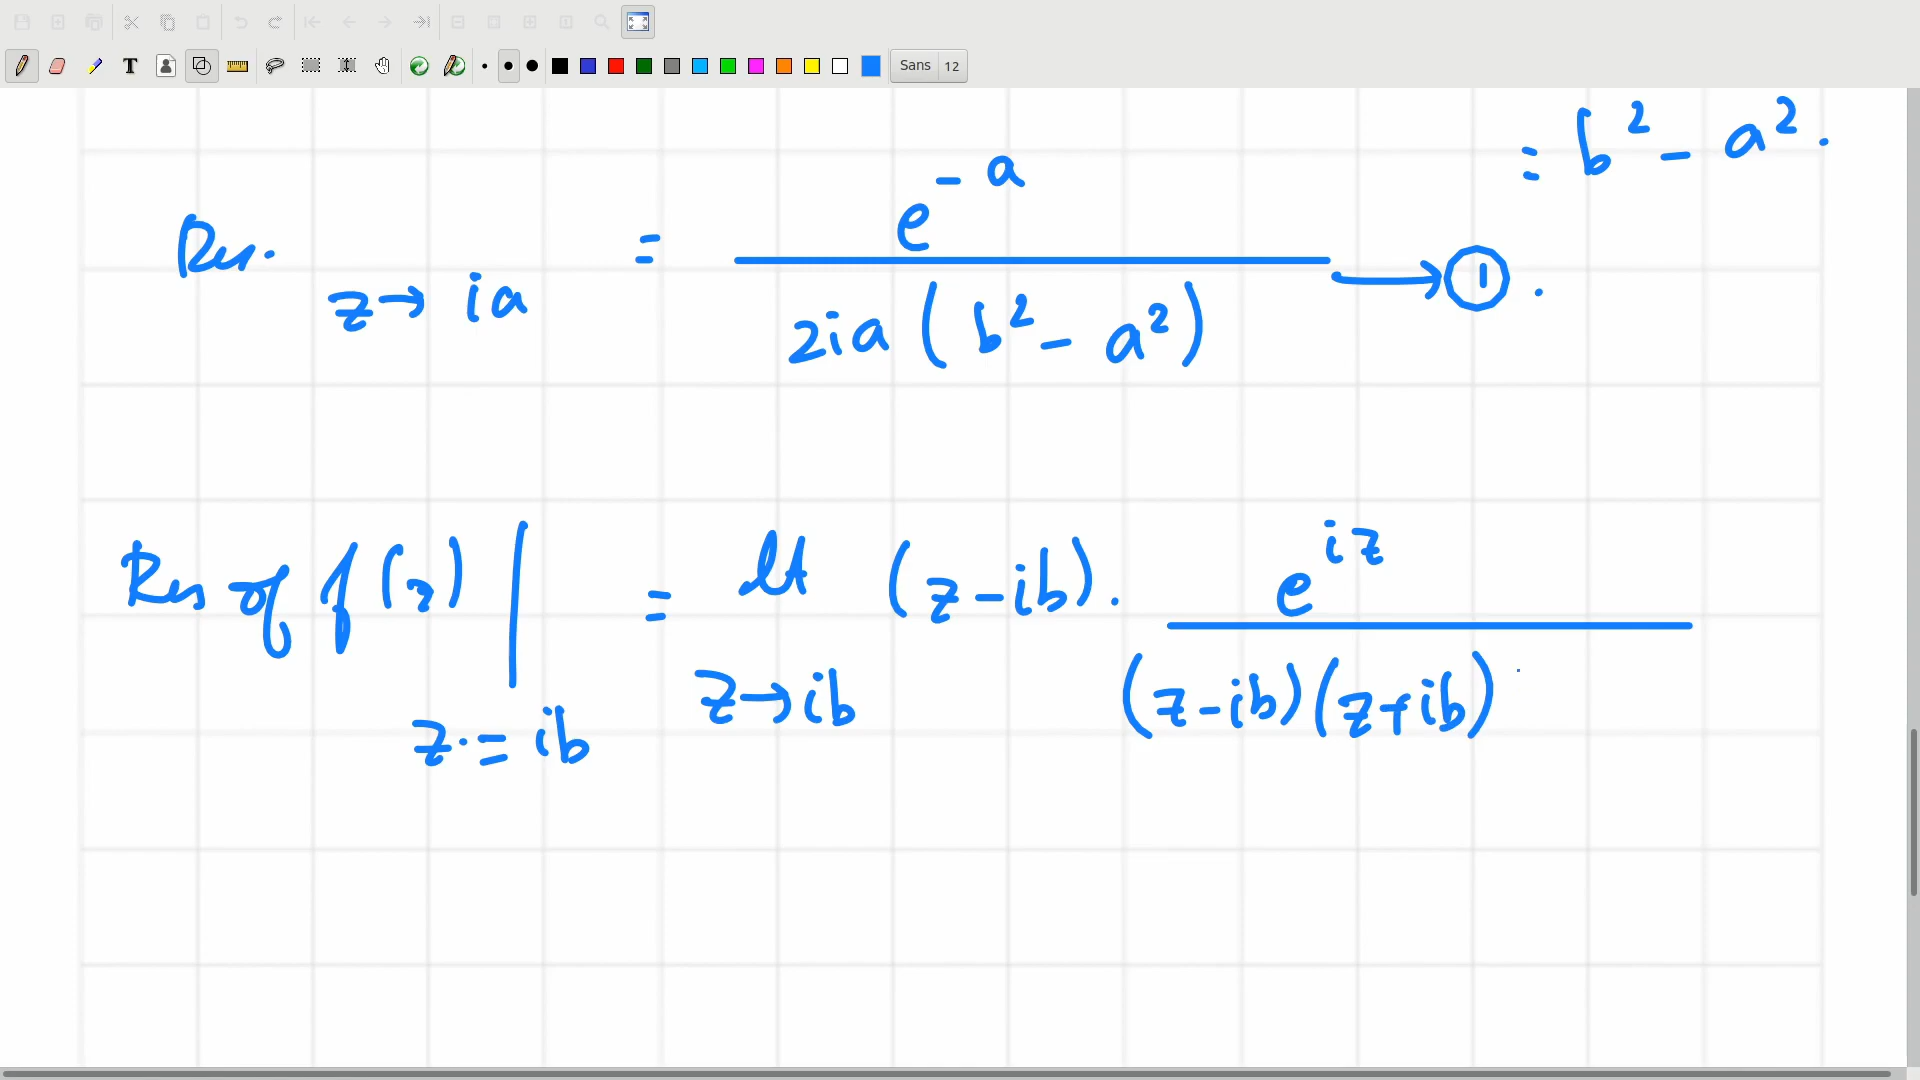 Sans 12
= b² - a².
Res. z → ia = e^{-a} / 2ia(b² - a²) → ①.
Res of f(z) | z = ib = lt z → ib (z - ib). e^{iz} / (z - ib)(z + ib)